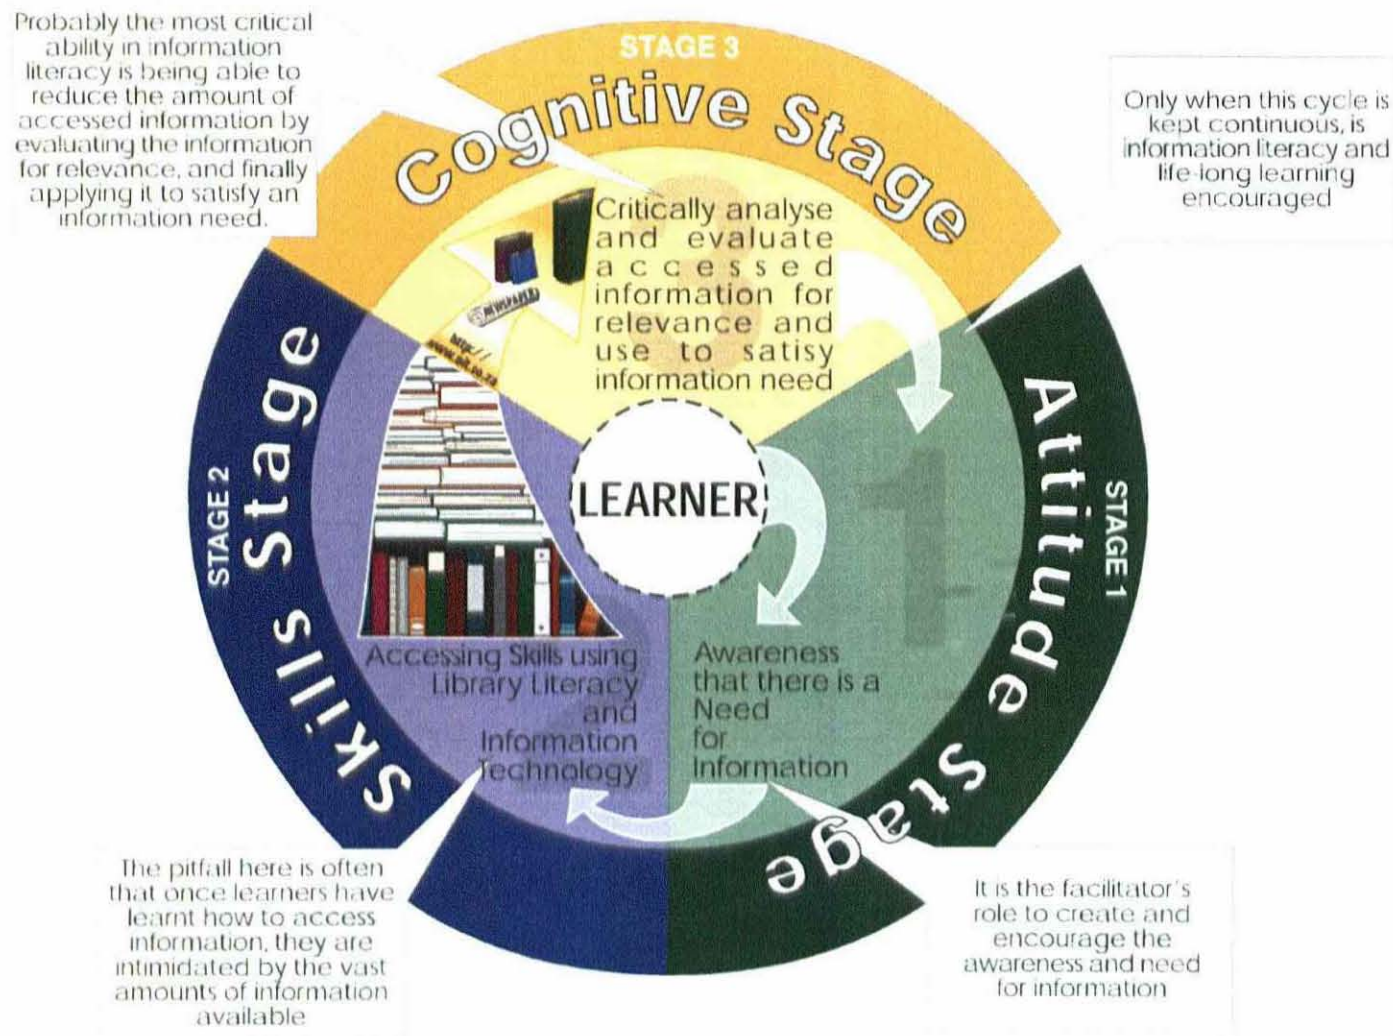 Probably the most critical
ability in information
literacy is being able to
reduce the amount of
accessed information by
evaluating the information
for relevance, and finally
applying it to satisfy an
information need.
STAGE 3
Cognitive Stage
Only when this cycle is
kept continuous, is
information literacy and
life-long learning
encouraged
3
Critically analyse
and evaluate
accessed
information for
relevance and
use to satisy
information need
NEWSPAPER
http://
STAGE 2
Skills Stage
LEARNER
1
STAGE 1
Attitude Stage
Accessing Skills using
Library Literacy
and
Information
Technology
2
Awareness
that there is a
Need
for
Information
The pitfall here is often
that once learners have
learnt how to access
information, they are
intimidated by the vast
amounts of information
available
It is the facilitator's
role to create and
encourage the
awareness and need
for information